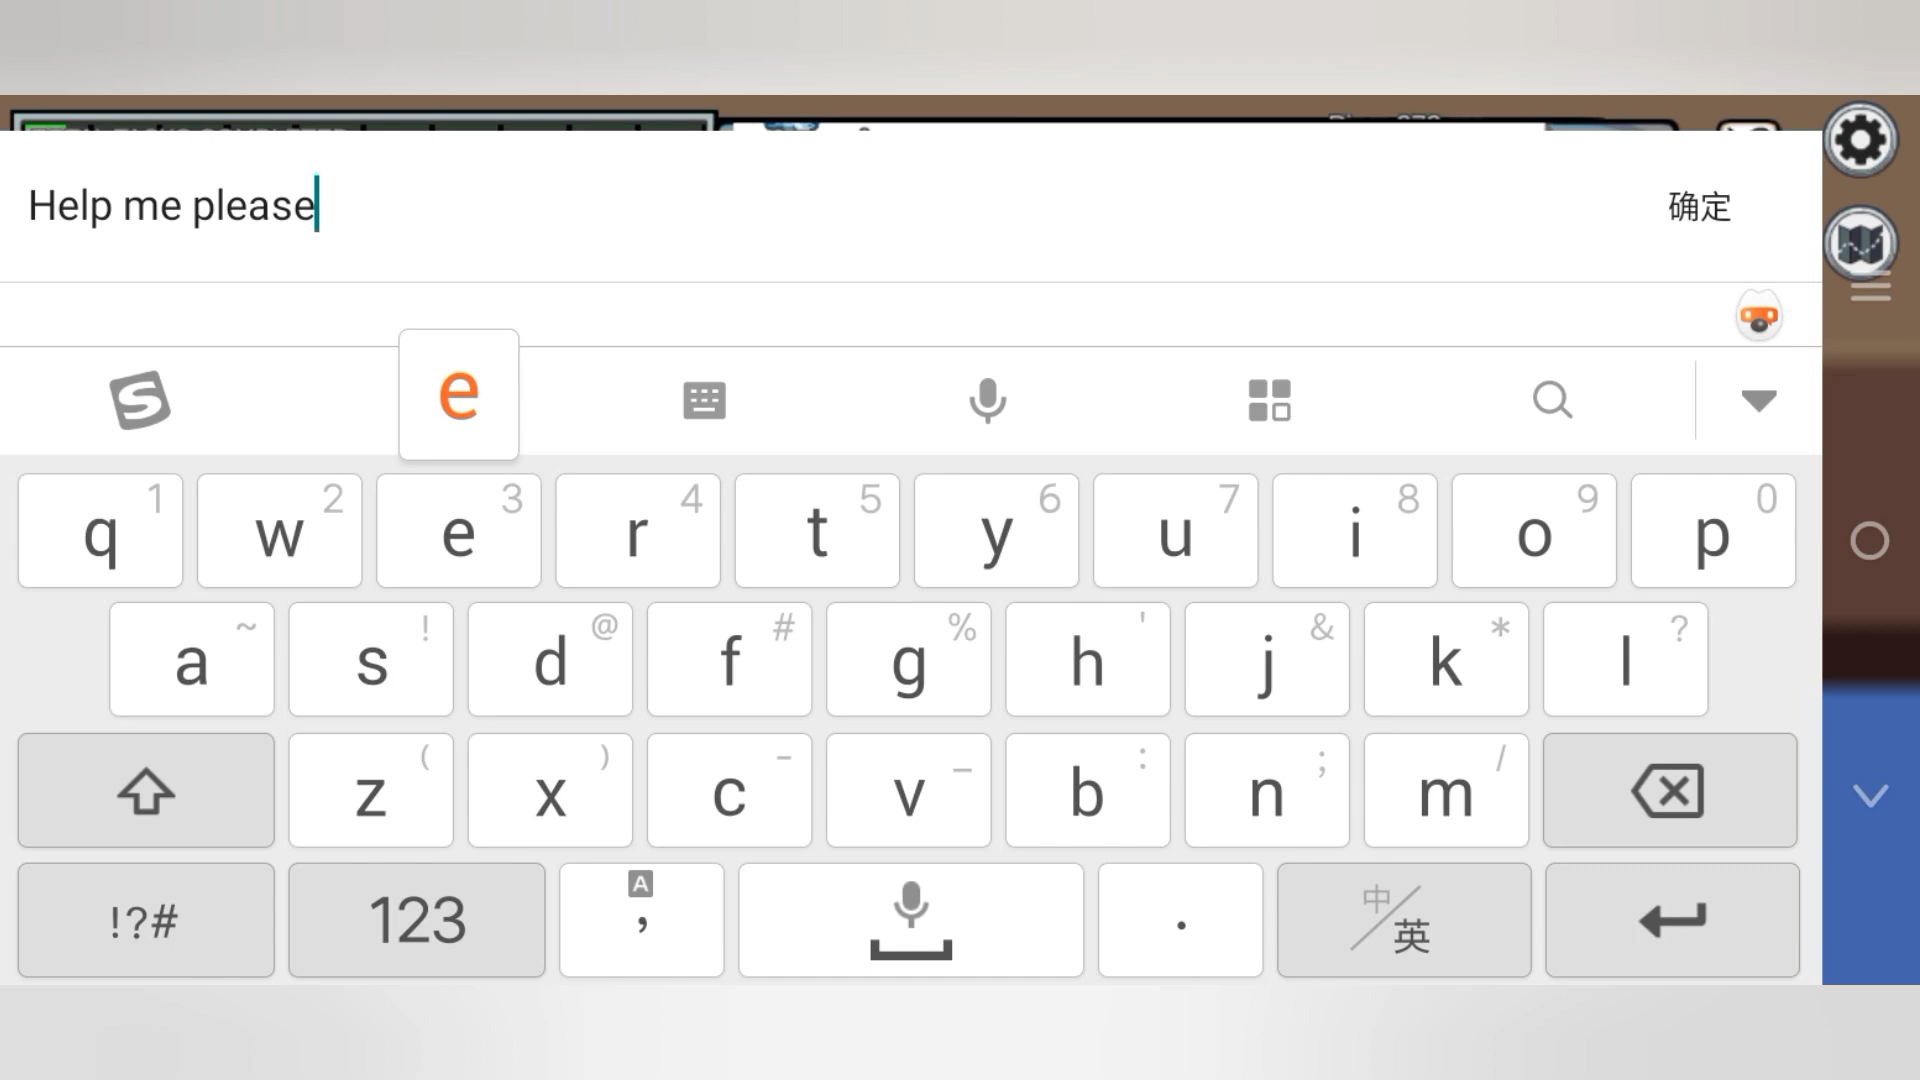 Help me please
确定
e
q 1 w 2 e 3 r 4 t 5 y 6 u 7 i 8 o 9 p 0
a ~ s ! d @ f # g % h ' j & k * l ?
z ( x ) c - v _ b : n ; m /
!?# 123 A , . 中/英